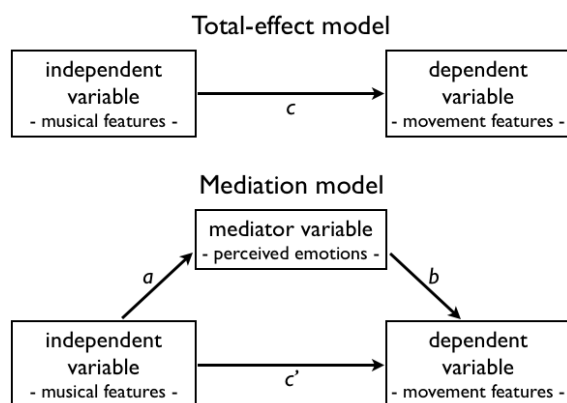 Total-effect model
independent
variable
- musical features -
c
dependent
variable
- movement features -
Mediation model
mediator variable
- perceived emotions -
a
b
independent
variable
- musical features -
c'
dependent
variable
- movement features -